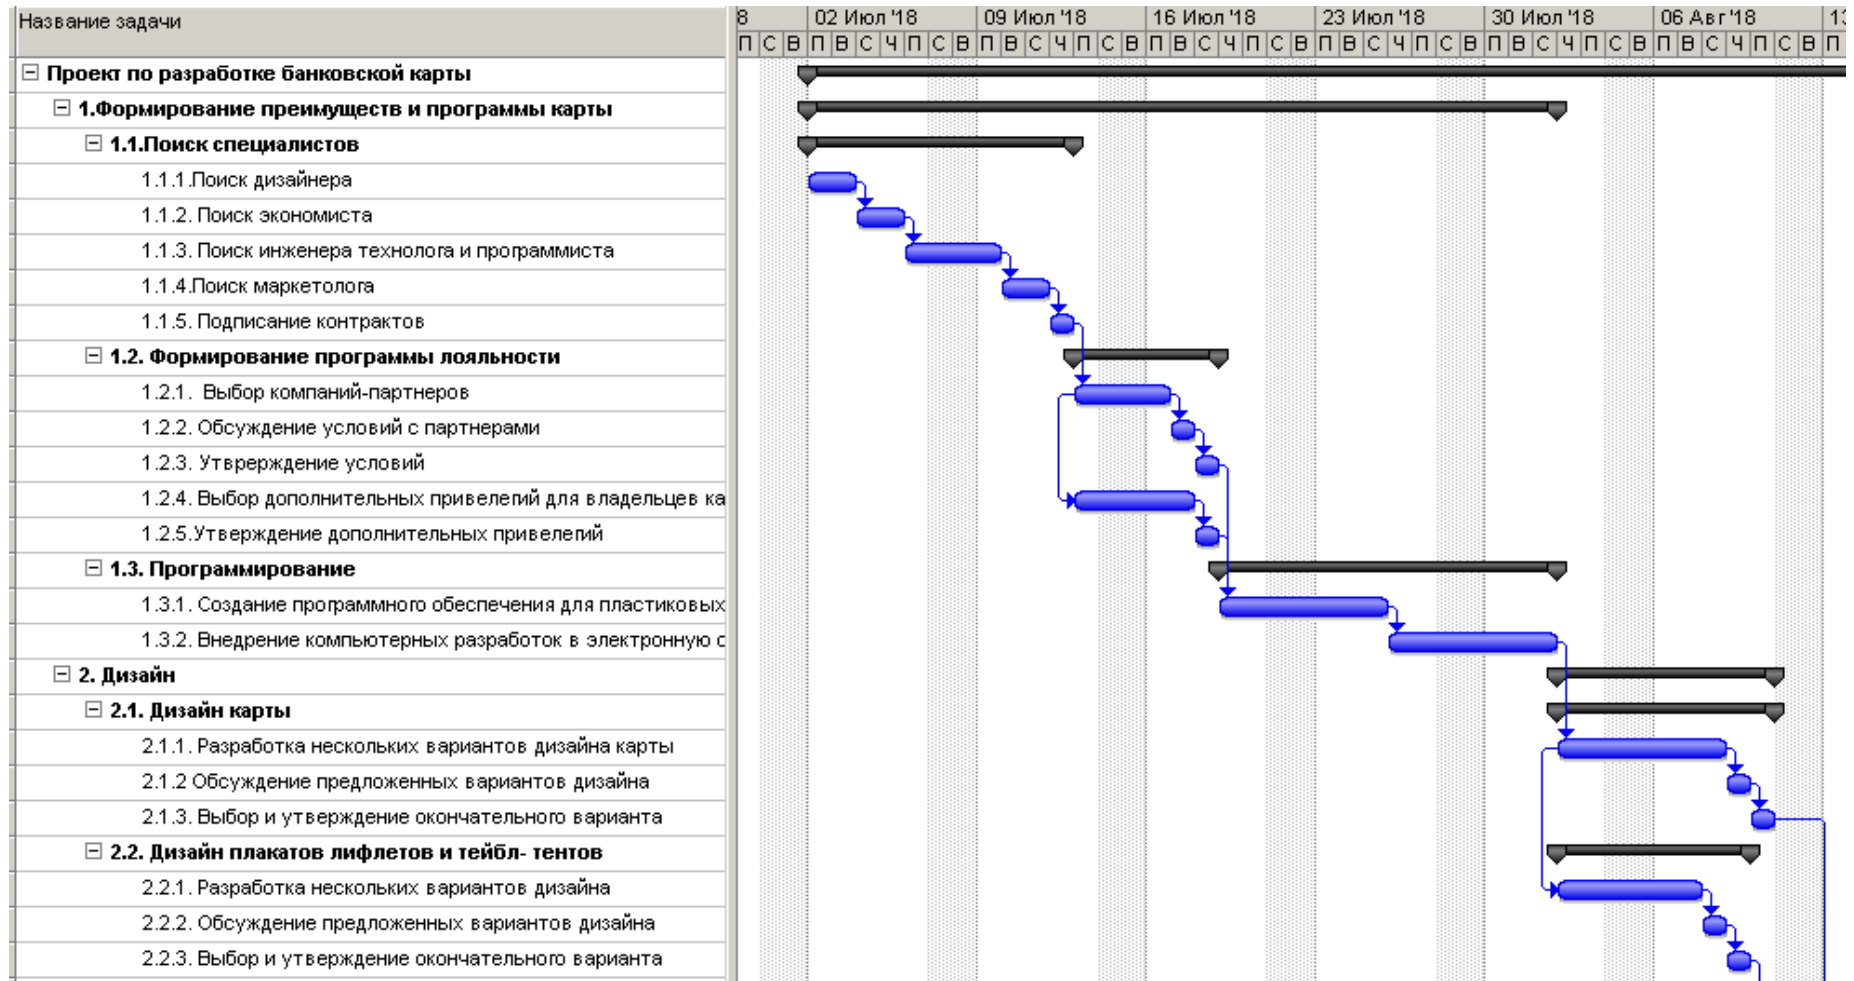 Название задачи
8 02 Июл '18 09 Июл '18 16 Июл '18 23 Июл '18 30 Июл '18 06 Авг '18 13
П С В П В С Ч П С В П В С Ч П С В П В С Ч П С В П В С Ч П С В П В С Ч П С В П В С Ч П С В П
Проект по разработке банковской карты
1.Формирование преимуществ и программы карты
1.1.Поиск специалистов
1.1.1.Поиск дизайнера
1.1.2. Поиск экономиста
1.1.3. Поиск инженера технолога и программиста
1.1.4.Поиск маркетолога
1.1.5. Подписание контрактов
1.2. Формирование программы лояльности
1.2.1. Выбор компаний-партнеров
1.2.2. Обсуждение условий с партнерами
1.2.3. Утврерждение условий
1.2.4. Выбор дополнительных привелегий для владельцев ка
1.2.5.Утверждение дополнительных привелегий
1.3. Программирование
1.3.1. Создание программного обеспечения для пластиковых
1.3.2. Внедрение компьютерных разработок в электронную с
2. Дизайн
2.1. Дизайн карты
2.1.1. Разработка нескольких вариантов дизайна карты
2.1.2 Обсуждение предложенных вариантов дизайна
2.1.3. Выбор и утверждение окончательного варианта
2.2. Дизайн плакатов лифлетов и тейбл- тентов
2.2.1. Разработка нескольких вариантов дизайна
2.2.2. Обсуждение предложенных вариантов дизайна
2.2.3. Выбор и утверждение окончательного варианта